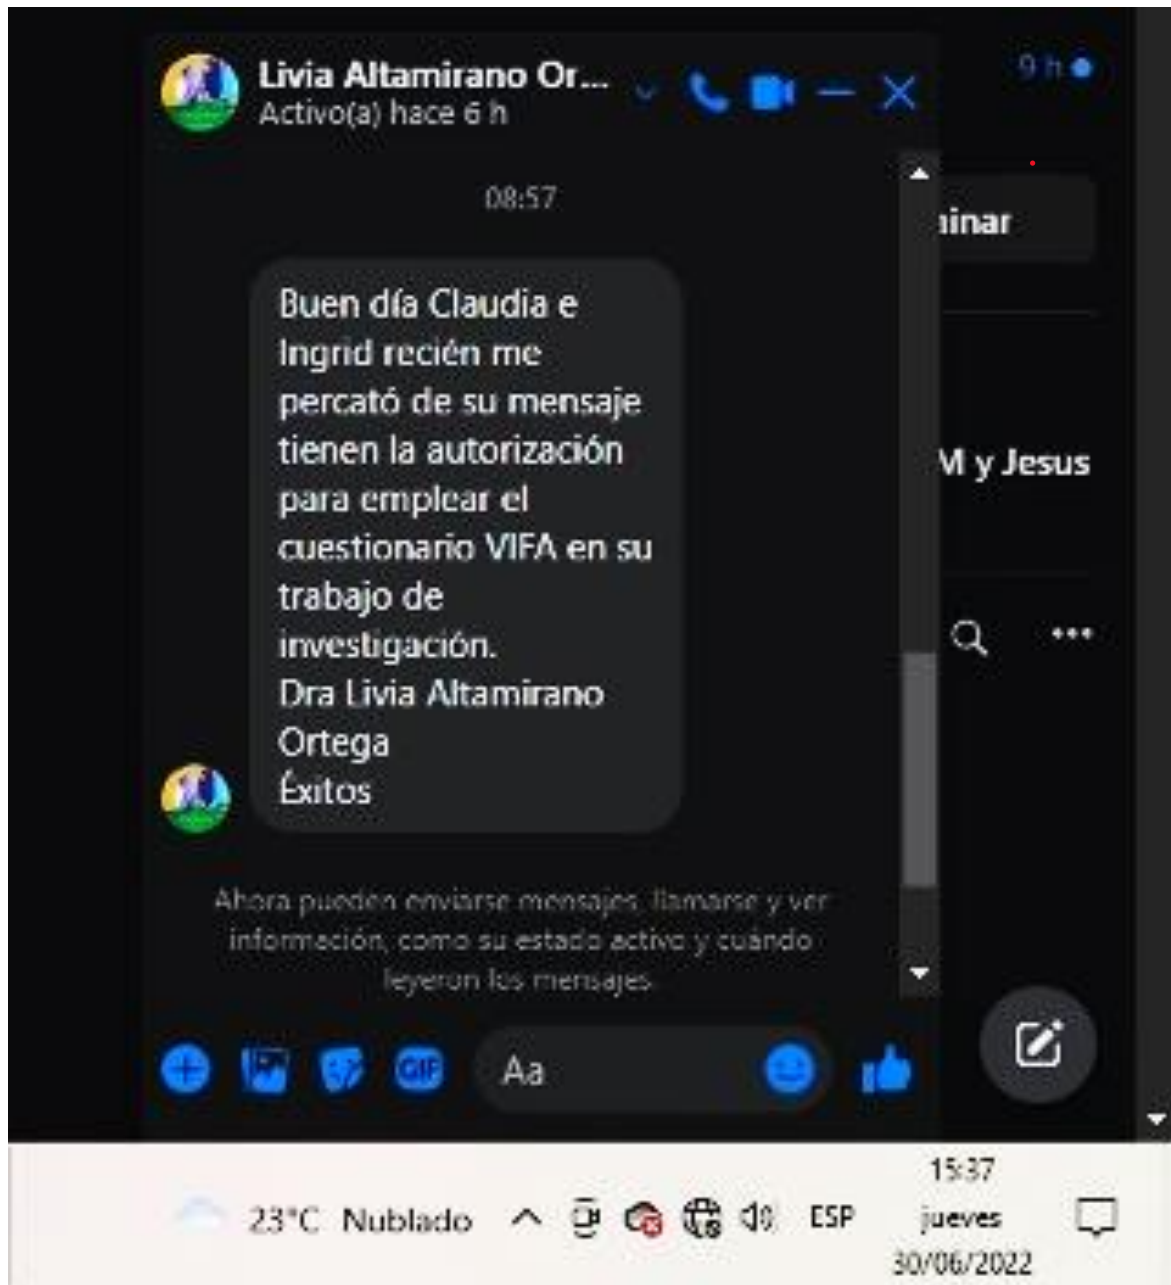 Livia Altamirano Or...
Activo(a) hace 6 h
9 h
08:57
ainar
Buen día Claudia e
Ingrid recién me
percató de su mensaje
tienen la autorización
para emplear el
cuestionario VIFA en su
trabajo de
investigación.
Dra Livia Altamirano
Ortega
Éxitos
M y Jesus
Ahora pueden enviarse mensajes, llamarse y ver
información, como su estado activo y cuándo
leyeron los mensajes.
GIF
Aa
23°C Nublado
ESP
15:37
jueves
30/06/2022